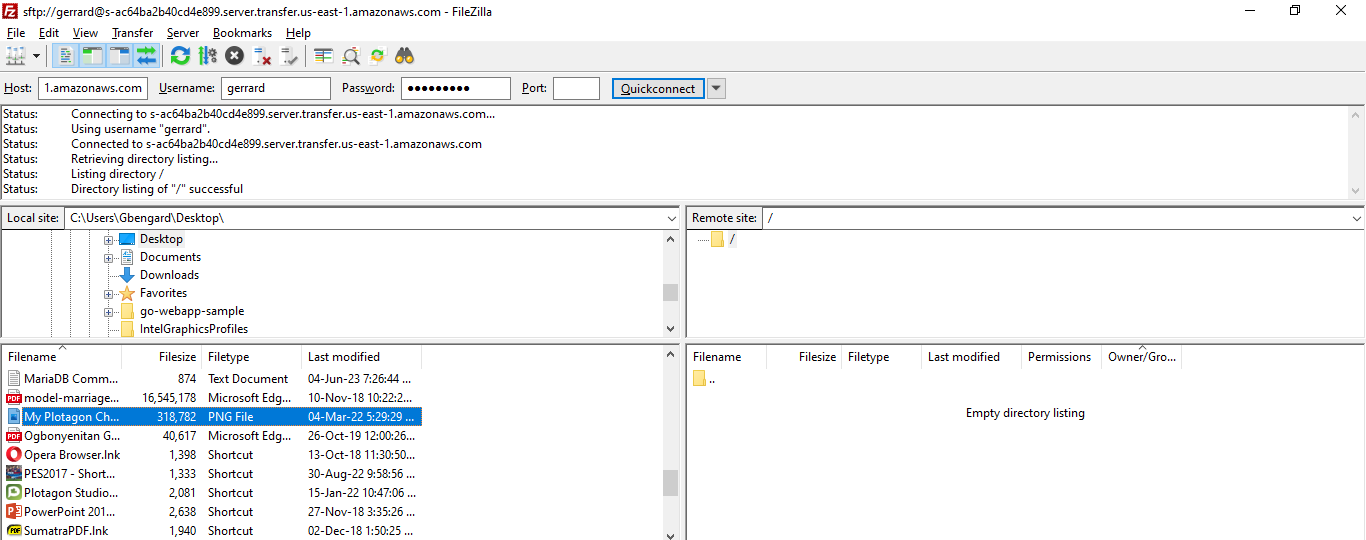 sftp://gerrard@s-ac64ba2b40cd4e899.server.transfer.us-east-1.amazonaws.com - FileZilla
File Edit View Transfer Server Bookmarks Help
Host: 1.amazonaws.com Username: gerrard Password: ●●●●●●●●● Port: Quickconnect
Status: Connecting to s-ac64ba2b40cd4e899.server.transfer.us-east-1.amazonaws.com...
Status: Using username "gerrard".
Status: Connected to s-ac64ba2b40cd4e899.server.transfer.us-east-1.amazonaws.com
Status: Retrieving directory listing...
Status: Listing directory /
Status: Directory listing of "/" successful
Local site: C:\Users\Gbengard\Desktop\
Desktop
Documents
Downloads
Favorites
go-webapp-sample
IntelGraphicsProfiles
Filename Filesize Filetype Last modified
MariaDB Comm... 874 Text Document 04-Jun-23 7:26:44 ...
model-marriage... 16,545,178 Microsoft Edg... 10-Nov-18 10:22:2...
My Plotagon Ch... 318,782 PNG File 04-Mar-22 5:29:29 ...
Ogbonyenitan G... 40,617 Microsoft Edg... 26-Oct-19 12:00:26...
Opera Browser.lnk 1,398 Shortcut 13-Oct-18 11:30:50...
PES2017 - Short... 1,333 Shortcut 30-Aug-22 9:58:56 ...
Plotagon Studio... 2,081 Shortcut 15-Jan-22 10:47:06 ...
PowerPoint 201... 2,638 Shortcut 27-Nov-18 3:35:26 ...
SumatraPDF.lnk 1,940 Shortcut 02-Dec-18 1:50:25 ...
Remote site: /
/
Filename Filesize Filetype Last modified Permissions Owner/Gro...
..
Empty directory listing